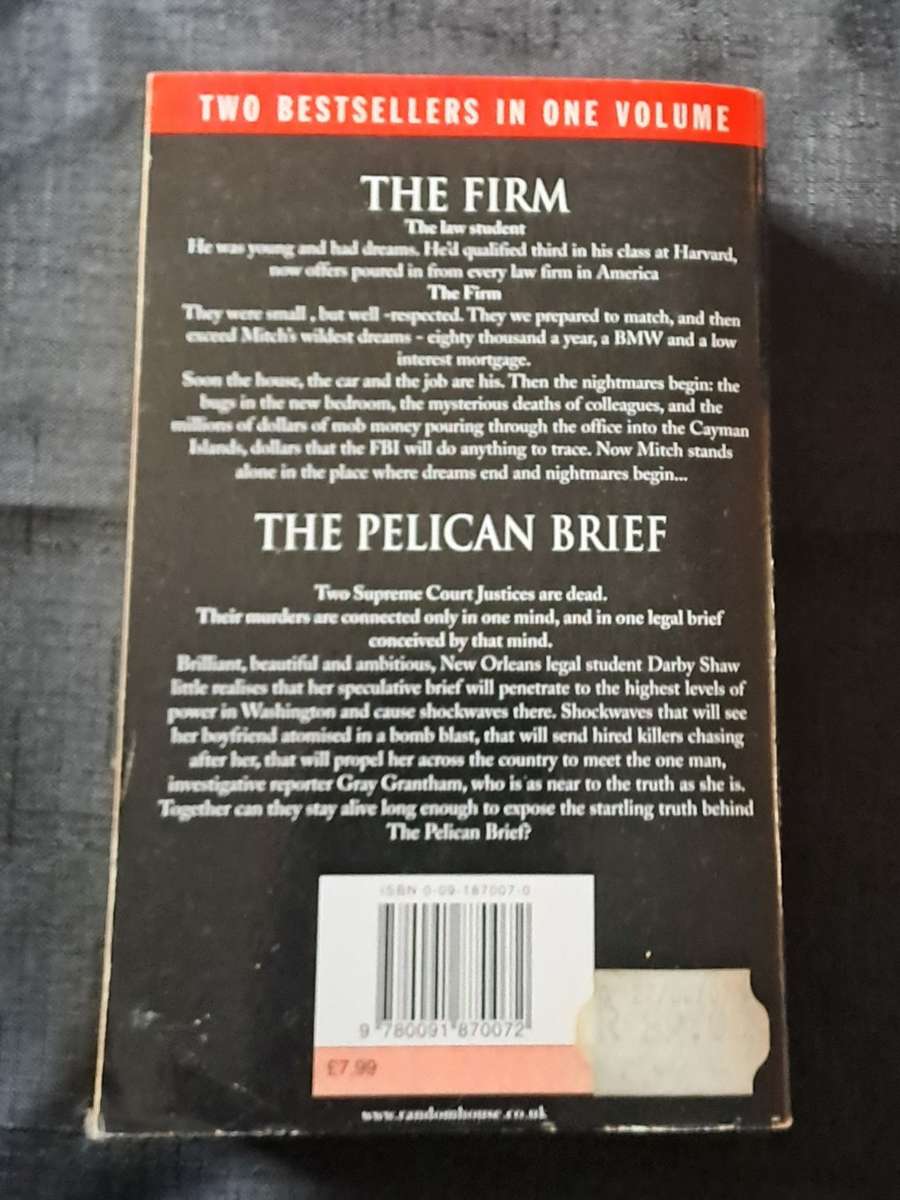 TWO BESTSELLERS IN ONE VOLUME
THE FIRM
The law student
He was young and had dreams. He'd qualified third in his class at Harvard,
now offers poured in from every law firm in America
The Firm
They were small , but well -respected. They we prepared to match, and then
exceed Mitch's wildest dreams - eighty thousand a year, a BMW and a low
interest mortgage.
Soon the house, the car and the job are his. Then the nightmares begin: the
bugs in the new bedroom, the mysterious deaths of colleagues, and the
millions of dollars of mob money pouring through the office into the Cayman
Islands, dollars that the FBI will do anything to trace. Now Mitch stands
alone in the place where dreams end and nightmares begin...
THE PELICAN BRIEF
Two Supreme Court Justices are dead.
Their murders are connected only in one mind, and in one legal brief
conceived by that mind.
Brilliant, beautiful and ambitious, New Orleans legal student Darby Shaw
little realises that her speculative brief will penetrate to the highest levels of
power in Washington and cause shockwaves there. Shockwaves that will see
her boyfriend atomised in a bomb blast, that will send hired killers chasing
after her, that will propel her across the country to meet the one man,
investigative reporter Gray Grantham, who is as near to the truth as she is.
Together can they stay alive long enough to expose the startling truth behind
The Pelican Brief?
ISBN 0-09-187007-0
9 780091 870072
£7.99
www.randomhouse.co.uk